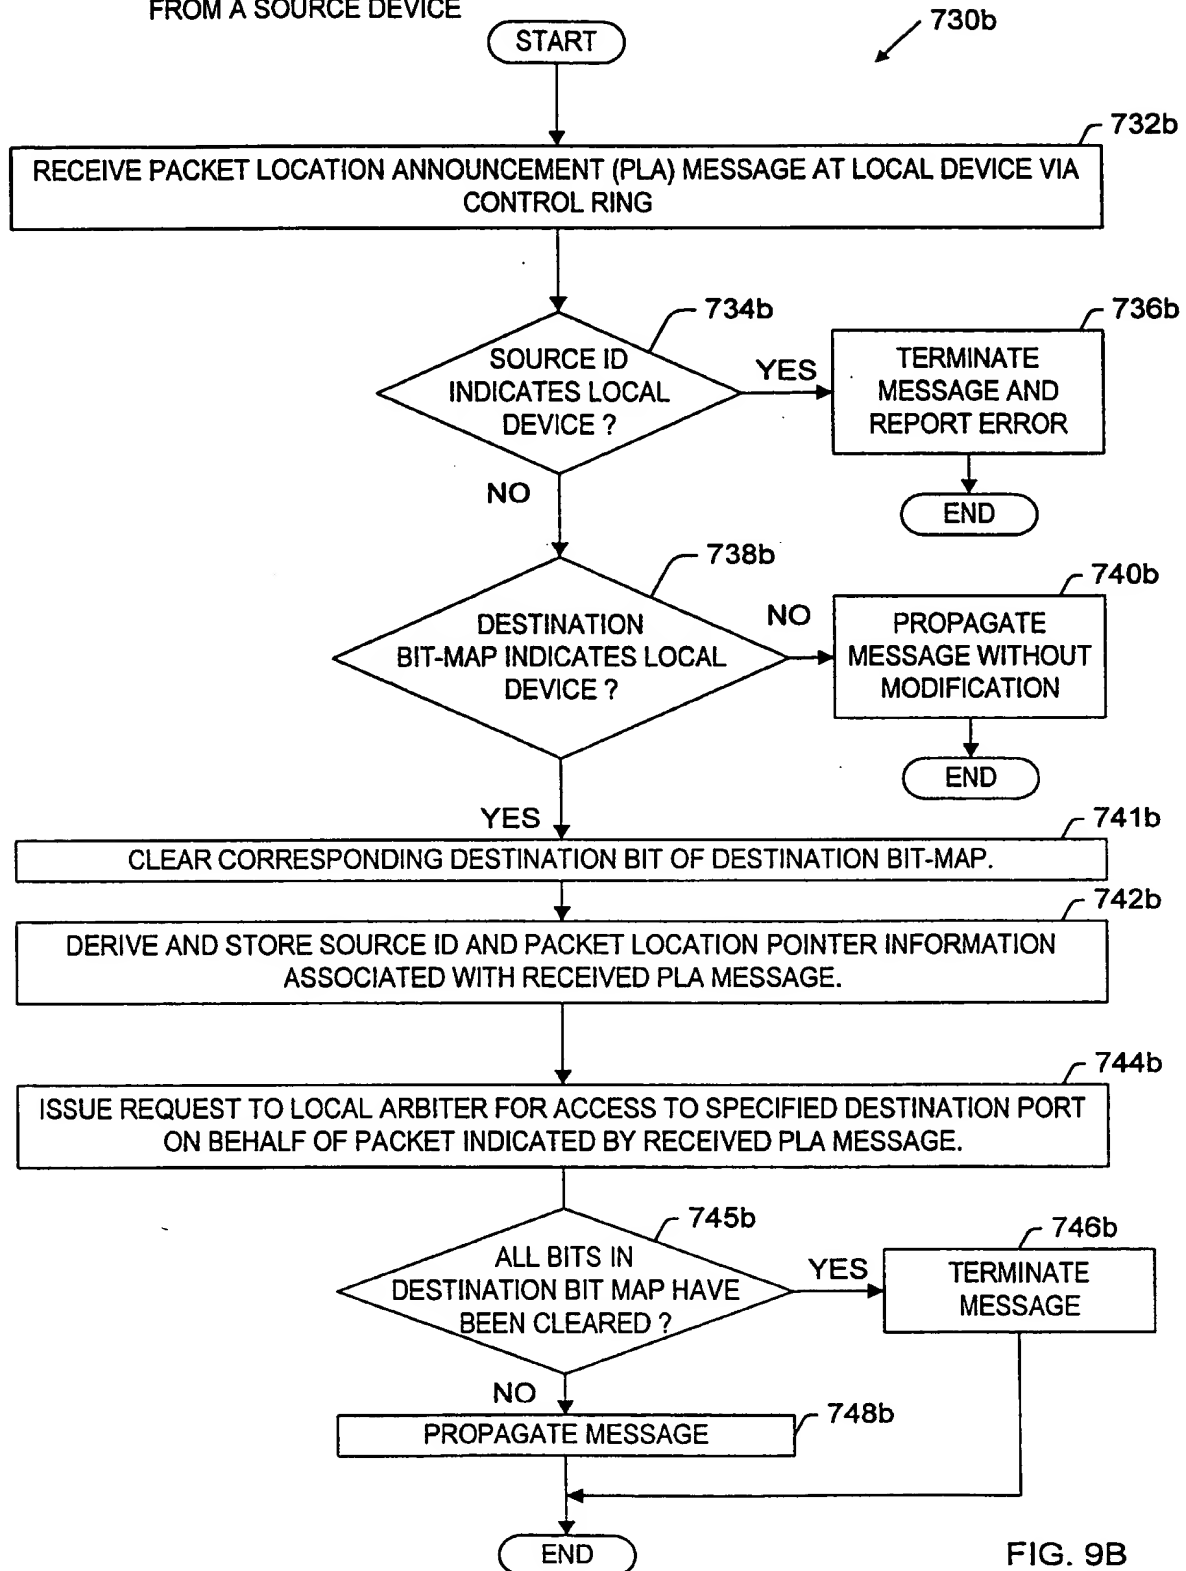 FROM A SOURCE DEVICE
START
730b
732b
RECEIVE PACKET LOCATION ANNOUNCEMENT (PLA) MESSAGE AT LOCAL DEVICE VIA
CONTROL RING
734b
SOURCE ID
INDICATES LOCAL
DEVICE ?
YES
736b
TERMINATE
MESSAGE AND
REPORT ERROR
END
NO
738b
DESTINATION
BIT-MAP INDICATES LOCAL
DEVICE ?
NO
740b
PROPAGATE
MESSAGE WITHOUT
MODIFICATION
END
YES
741b
CLEAR CORRESPONDING DESTINATION BIT OF DESTINATION BIT-MAP.
742b
DERIVE AND STORE SOURCE ID AND PACKET LOCATION POINTER INFORMATION
ASSOCIATED WITH RECEIVED PLA MESSAGE.
744b
ISSUE REQUEST TO LOCAL ARBITER FOR ACCESS TO SPECIFIED DESTINATION PORT
ON BEHALF OF PACKET INDICATED BY RECEIVED PLA MESSAGE.
745b
ALL BITS IN
DESTINATION BIT MAP HAVE
BEEN CLEARED ?
YES
746b
TERMINATE
MESSAGE
NO
748b
PROPAGATE MESSAGE
END
FIG. 9B